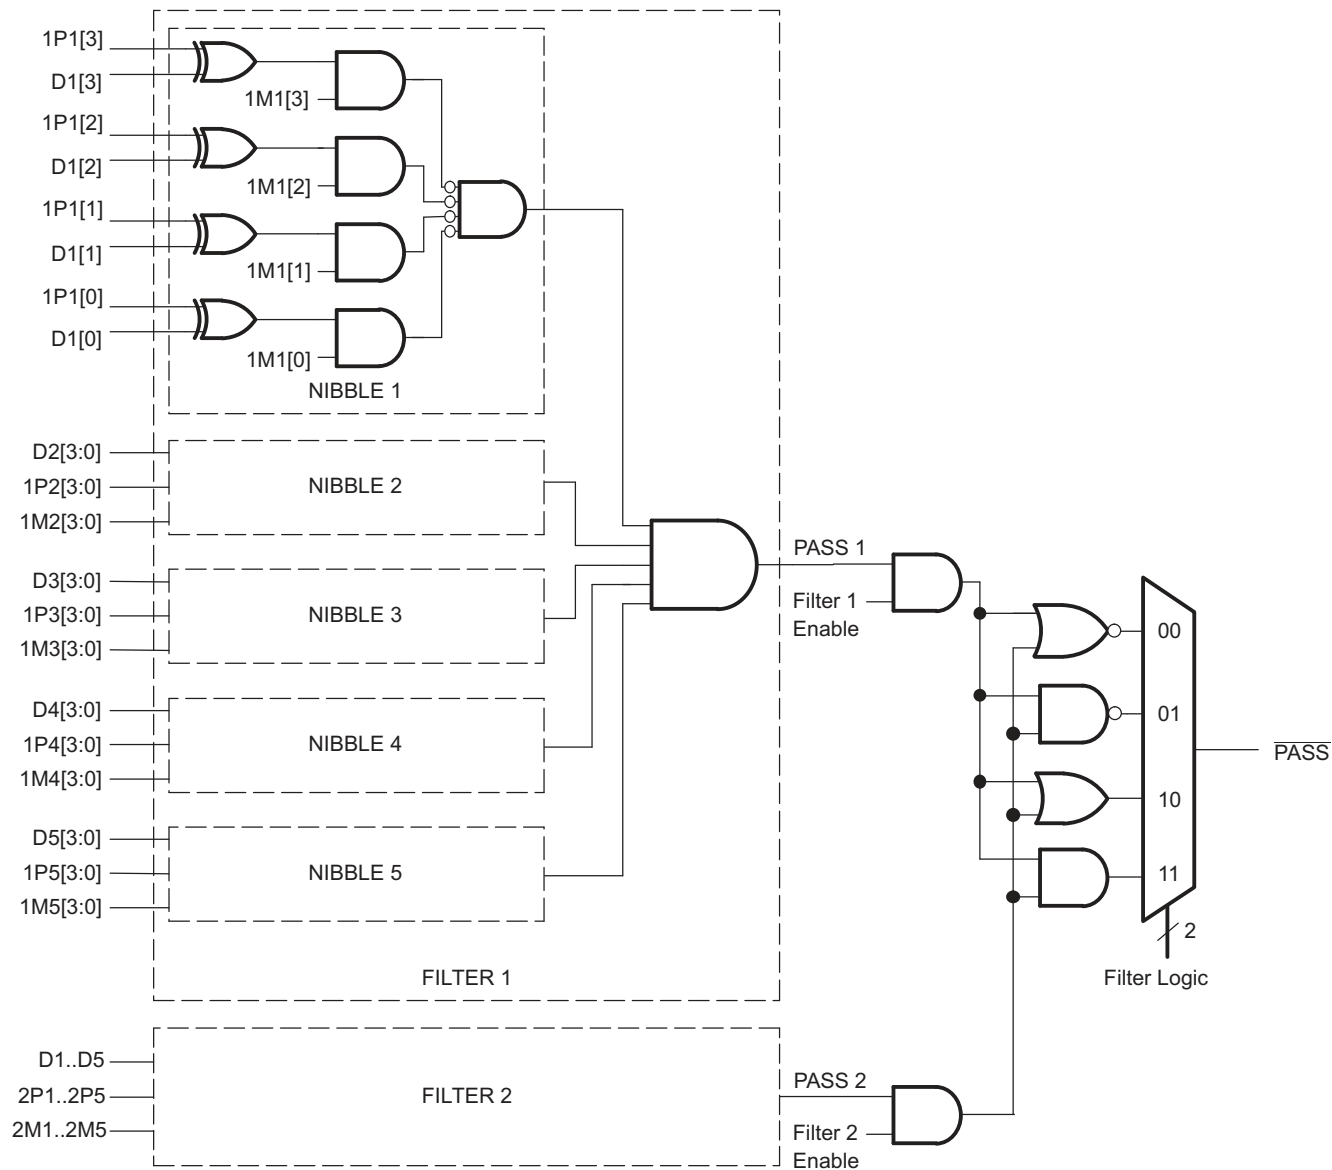 1P1[3]
D1[3]
1M1[3]
1P1[2]
D1[2]
1M1[2]
1P1[1]
D1[1]
1M1[1]
1P1[0]
D1[0]
1M1[0]
NIBBLE 1
D2[3:0]
1P2[3:0]
1M2[3:0]
NIBBLE 2
D3[3:0]
1P3[3:0]
1M3[3:0]
NIBBLE 3
D4[3:0]
1P4[3:0]
1M4[3:0]
NIBBLE 4
D5[3:0]
1P5[3:0]
1M5[3:0]
NIBBLE 5
FILTER 1
PASS 1
Filter 1
Enable
00
01
10
11
PASS
2
Filter Logic
D1..D5
2P1..2P5
2M1..2M5
FILTER 2
PASS 2
Filter 2
Enable